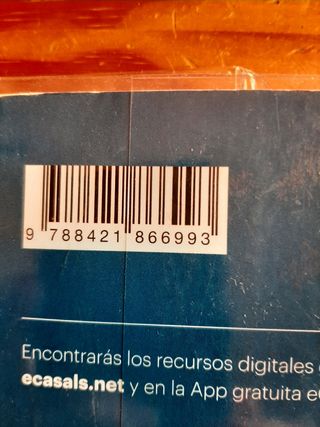 9 788421 866993
Encontrarás los recursos digitales
ecasals.net y en la App gratuita